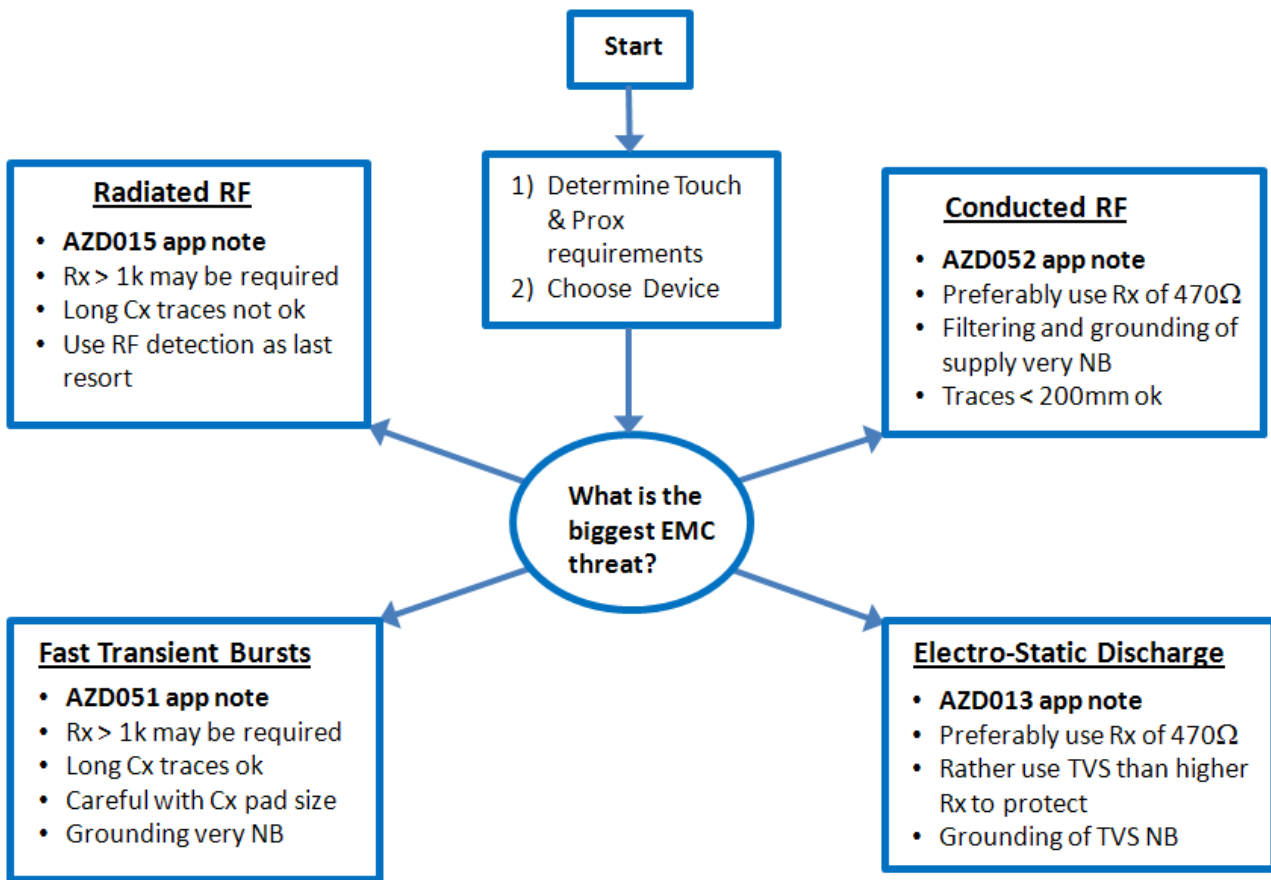 Start
1) Determine Touch
& Prox
requirements
2) Choose Device
Radiated RF
• AZD015 app note
• Rx > 1k may be required
• Long Cx traces not ok
• Use RF detection as last
resort
Conducted RF
• AZD052 app note
• Preferably use Rx of 470Ω
• Filtering and grounding of
supply very NB
• Traces < 200mm ok
What is the
biggest EMC
threat?
Fast Transient Bursts
• AZD051 app note
• Rx > 1k may be required
• Long Cx traces ok
• Careful with Cx pad size
• Grounding very NB
Electro-Static Discharge
• AZD013 app note
• Preferably use Rx of 470Ω
• Rather use TVS than higher
Rx to protect
• Grounding of TVS NB